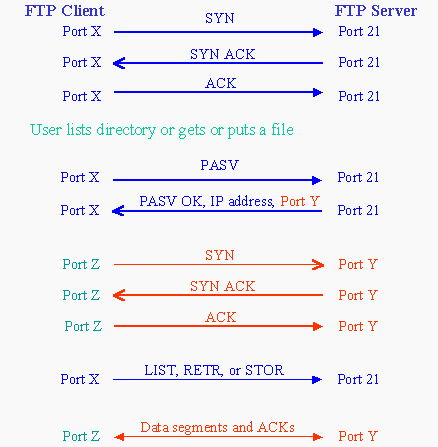 FTP Client FTP Server
SYN
Port X Port 21
SYN ACK
Port X Port 21
ACK
Port X Port 21
User lists directory or gets or puts a file
PASV
Port X Port 21
PASV OK, IP address, Port Y
Port X Port 21
SYN
Port Z Port Y
SYN ACK
Port Z Port Y
ACK
Port Z Port Y
LIST, RETR, or STOR
Port X Port 21
Data segments and ACKs
Port Z Port Y